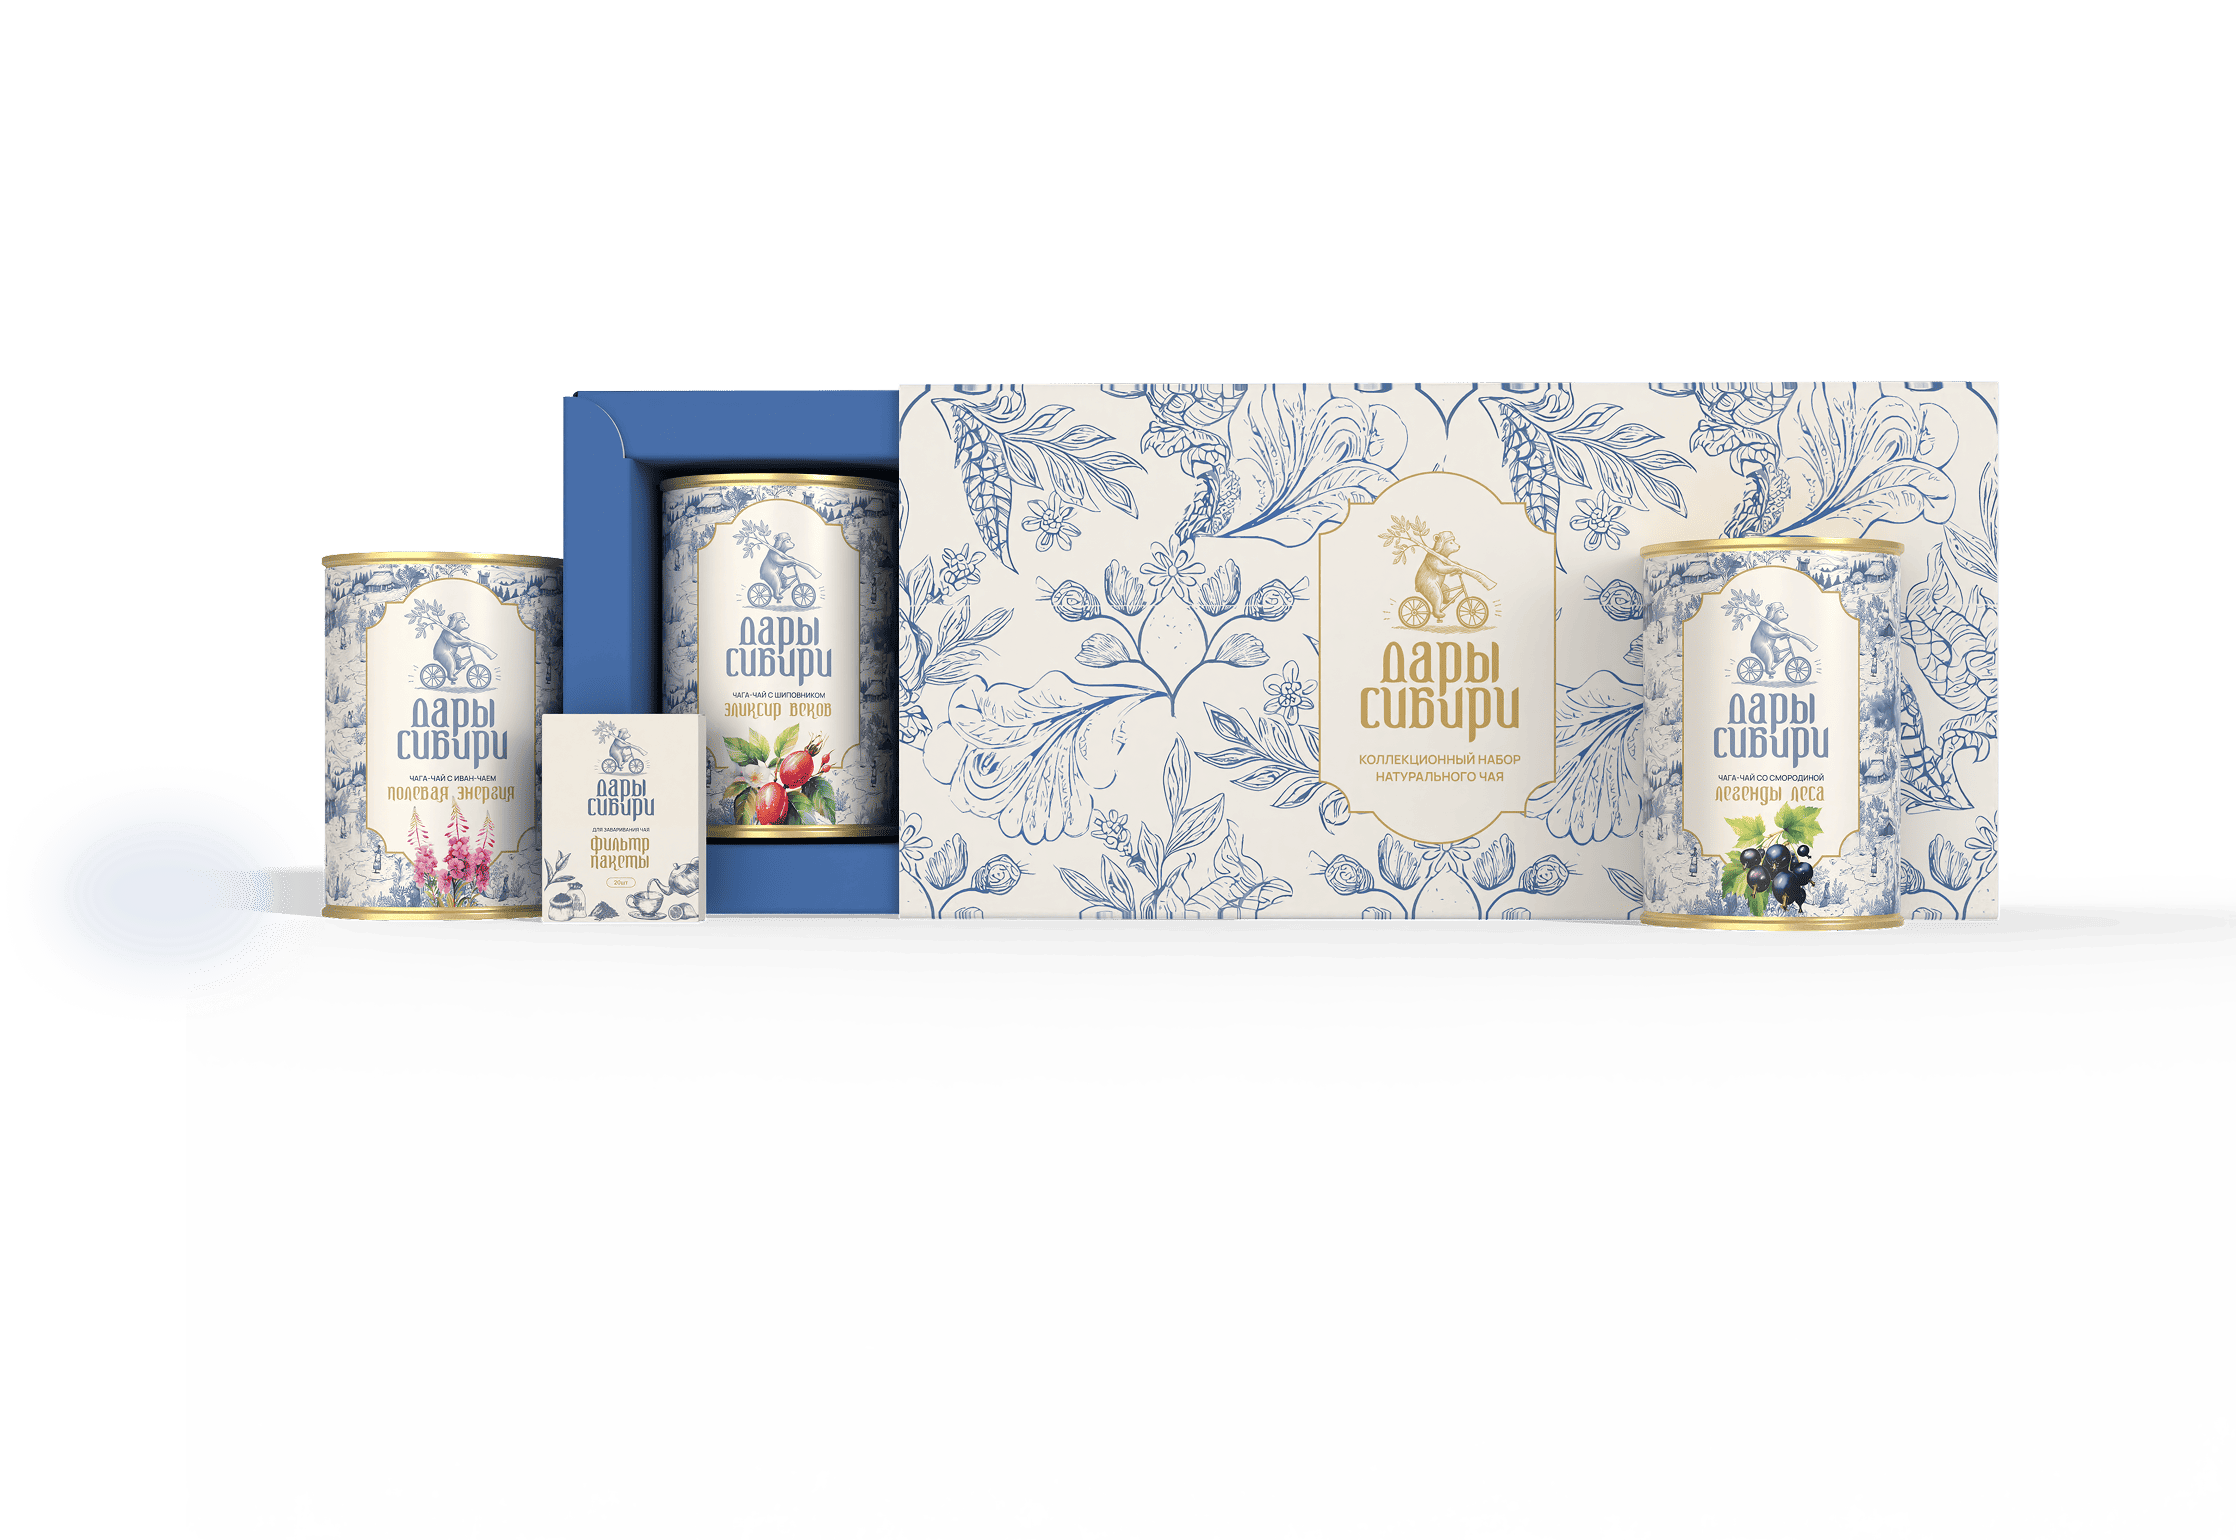 дары
сибири
ЧАГА-ЧАЙ С ИВАН-ЧАЕМ
полевая энергия
дары
сибири
ДЛЯ ЗАВАРИВАНИЯ ЧАЯ
фильтр
пакеты
20шт
дары
сибири
ЧАГА-ЧАЙ С ШИПОВНИКОМ
эликсир веков
дары
сибири
КОЛЛЕКЦИОННЫЙ НАБОР
НАТУРАЛЬНОГО ЧАЯ
дары
сибири
ЧАГА-ЧАЙ СО СМОРОДИНОЙ
легенды леса